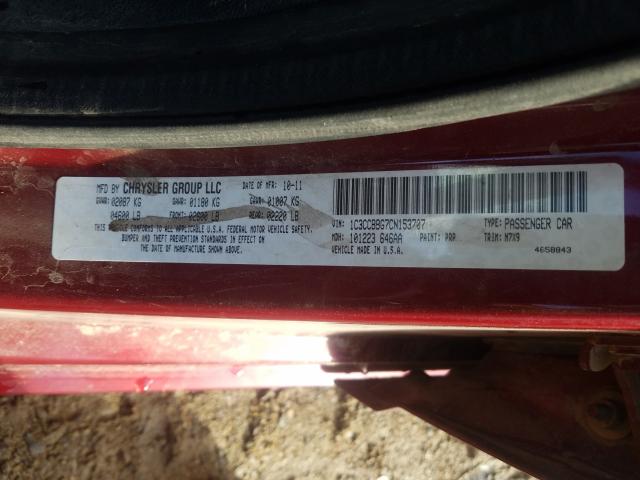 MFD BY CHRYSLER GROUP LLC DATE OF MFR: 10-11
GVWR: 02087 KG GAWR: 01180 KG GAWR: 01007 KG
04600 LB FRONT: 02600 LB REAR: 02220 LB
THIS VEHICLE CONFORMS TO ALL APPLICABLE U.S.A. FEDERAL MOTOR VEHICLE SAFETY,
BUMPER AND THEFT PREVENTION STANDARDS IN EFFECT ON
THE DATE OF MANUFACTURE SHOWN ABOVE.
VIN: 1C3CCBBG7CN153707 TYPE: PASSENGER CAR
MDH: 101223 646AA PAINT: PRP TRIM: M7X9
VEHICLE MADE IN U.S.A. 4658843